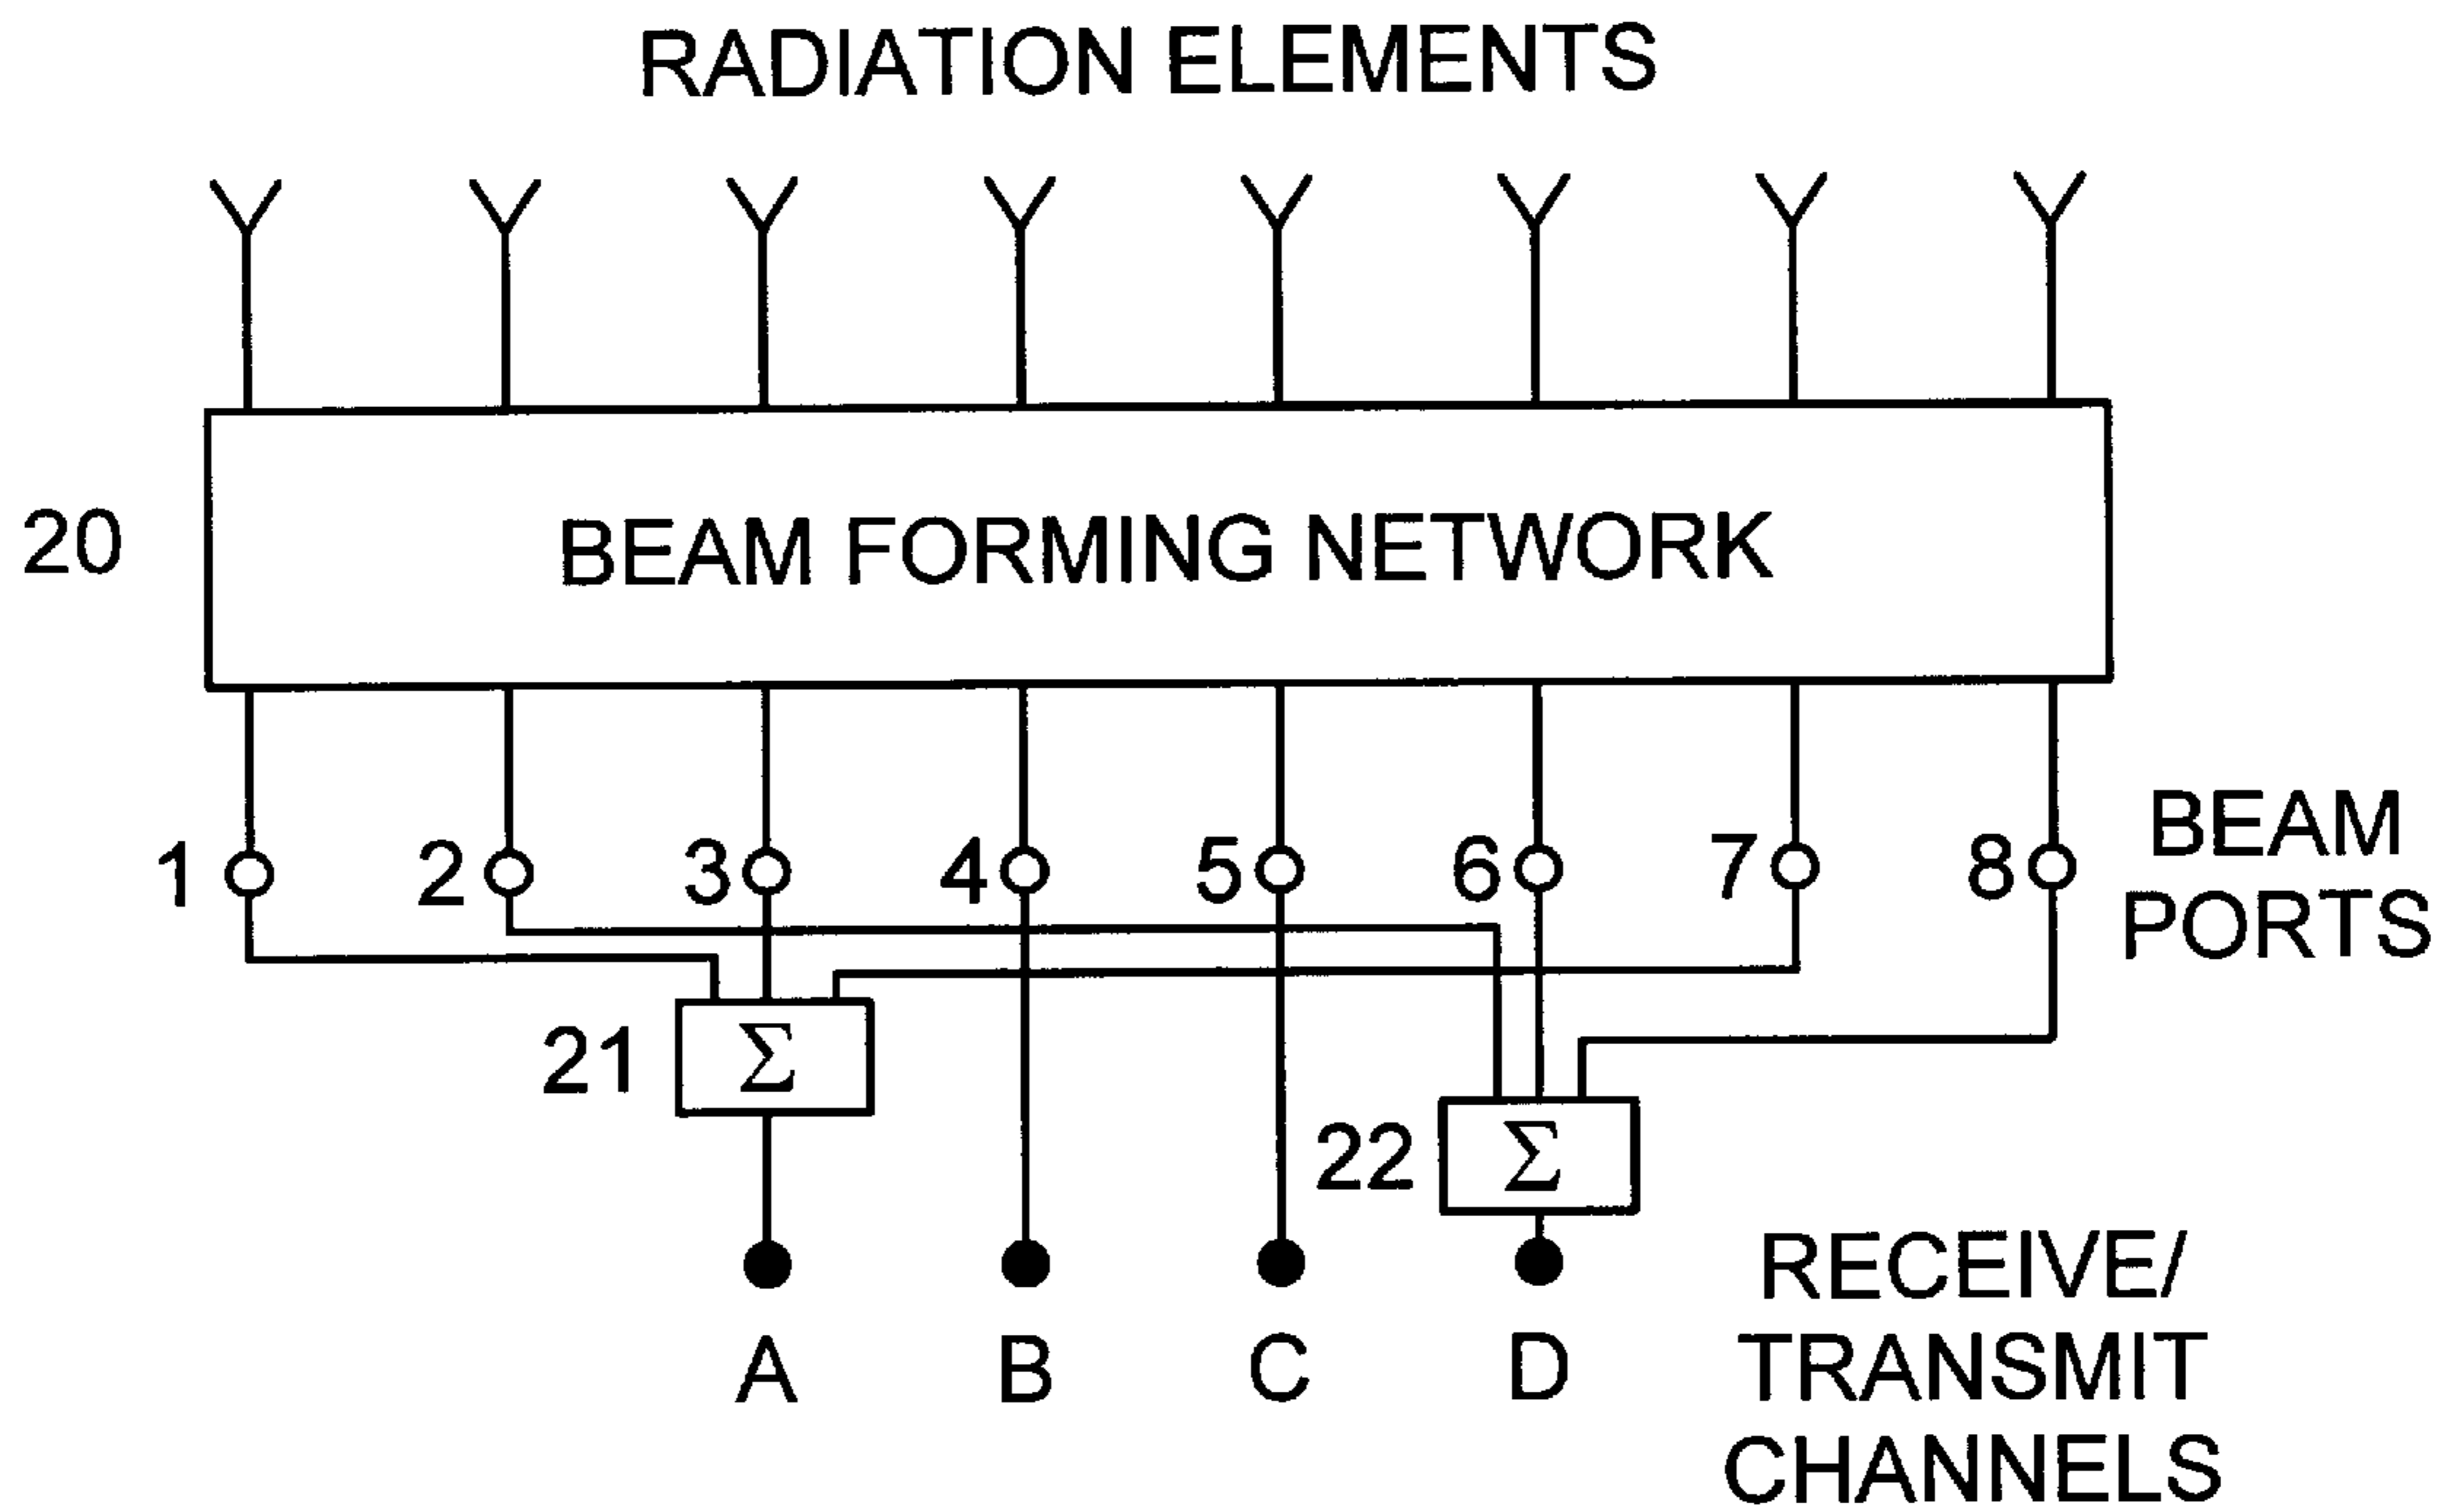 RADIATION ELEMENTS
20
BEAM FORMING NETWORK
1 2 3 4 5 6 7 8
BEAM
PORTS
21 Σ
22 Σ
A B C D
RECEIVE/
TRANSMIT
CHANNELS